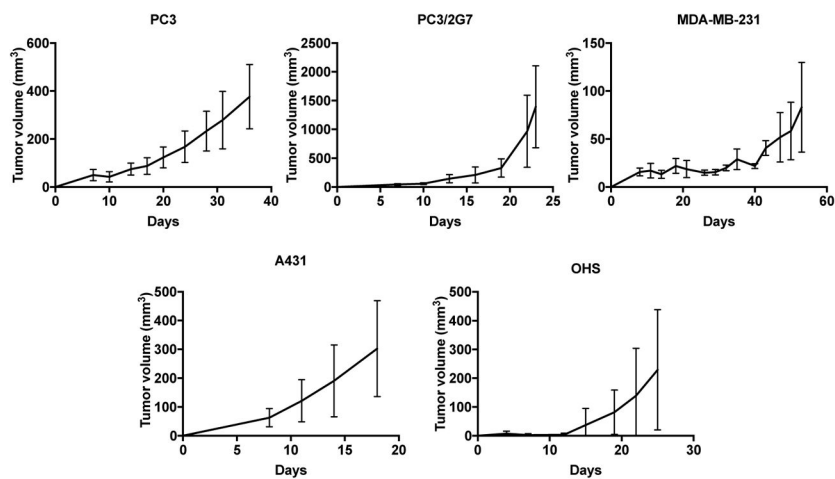 PC3
Tumor volume (mm³)
600
400
200
0
0 10 20 30 40
Days
PC3/2G7
Tumor volume (mm³)
2500
2000
1500
1000
500
0
0 5 10 15 20 25
Days
MDA-MB-231
Tumor volume (mm³)
150
100
50
0
0 20 40 60
Days
A431
Tumor volume (mm³)
500
400
300
200
100
0
0 5 10 15 20
Days
OHS
Tumor volume (mm³)
500
400
300
200
100
0
0 10 20 30
Days